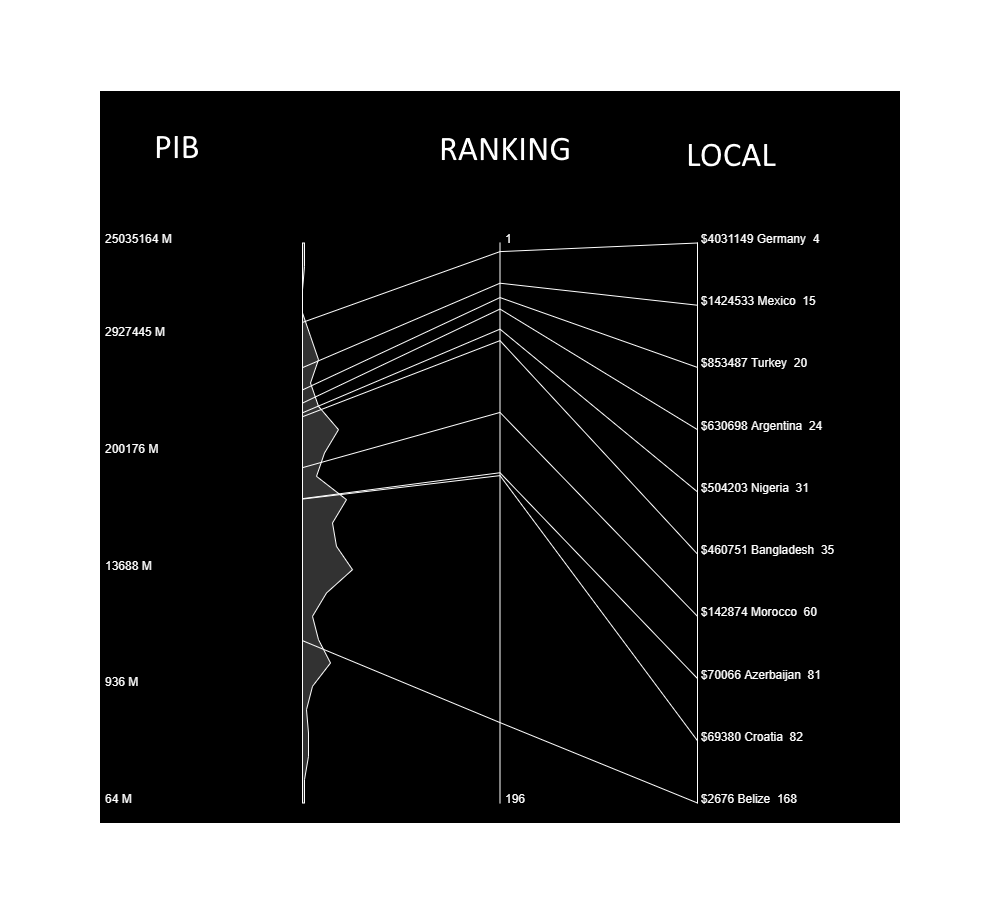 PIB
RANKING
LOCAL
25035164 M
1
$4031149 Germany 4
$1424533 Mexico 15
2927445 M
$853487 Turkey 20
$630698 Argentina 24
200176 M
$504203 Nigeria 31
$460751 Bangladesh 35
13688 M
$142874 Morocco 60
$70066 Azerbaijan 81
936 M
$69380 Croatia 82
64 M
196
$2676 Belize 168